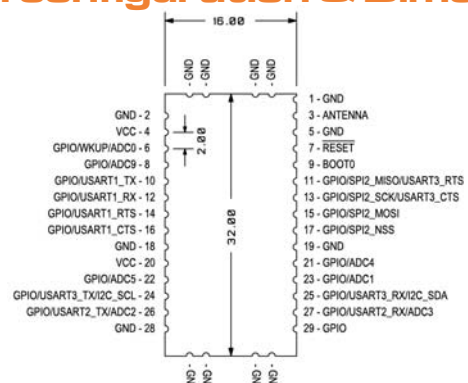 16.00
- GND -
- GND -
- GND -
- GND -
1 - GND
GND - 2
3 - ANTENNA
VCC - 4
5 - GND
GPIO/WKUP/ADC0 - 6
7 - RESET
GPIO/ADC9 - 8
9 - BOOT0
GPIO/USART1_TX - 10
11 - GPIO/SPI2_MISO/USART3_RTS
GPIO/USART1_RX - 12
13 - GPIO/SPI2_SCK/USART3_CTS
GPIO/USART1_RTS - 14
15 - GPIO/SPI2_MOSI
GPIO/USART1_CTS - 16
17 - GPIO/SPI2_NSS
GND - 18
19 - GND
VCC - 20
21 - GPIO/ADC4
GPIO/ADC5 - 22
23 - GPIO/ADC1
GPIO/USART3_TX/I2C_SCL - 24
25 - GPIO/USART3_RX/I2C_SDA
GPIO/USART2_TX/ADC2 - 26
27 - GPIO/USART2_RX/ADC3
GND - 28
29 - GPIO
2.00
32.00